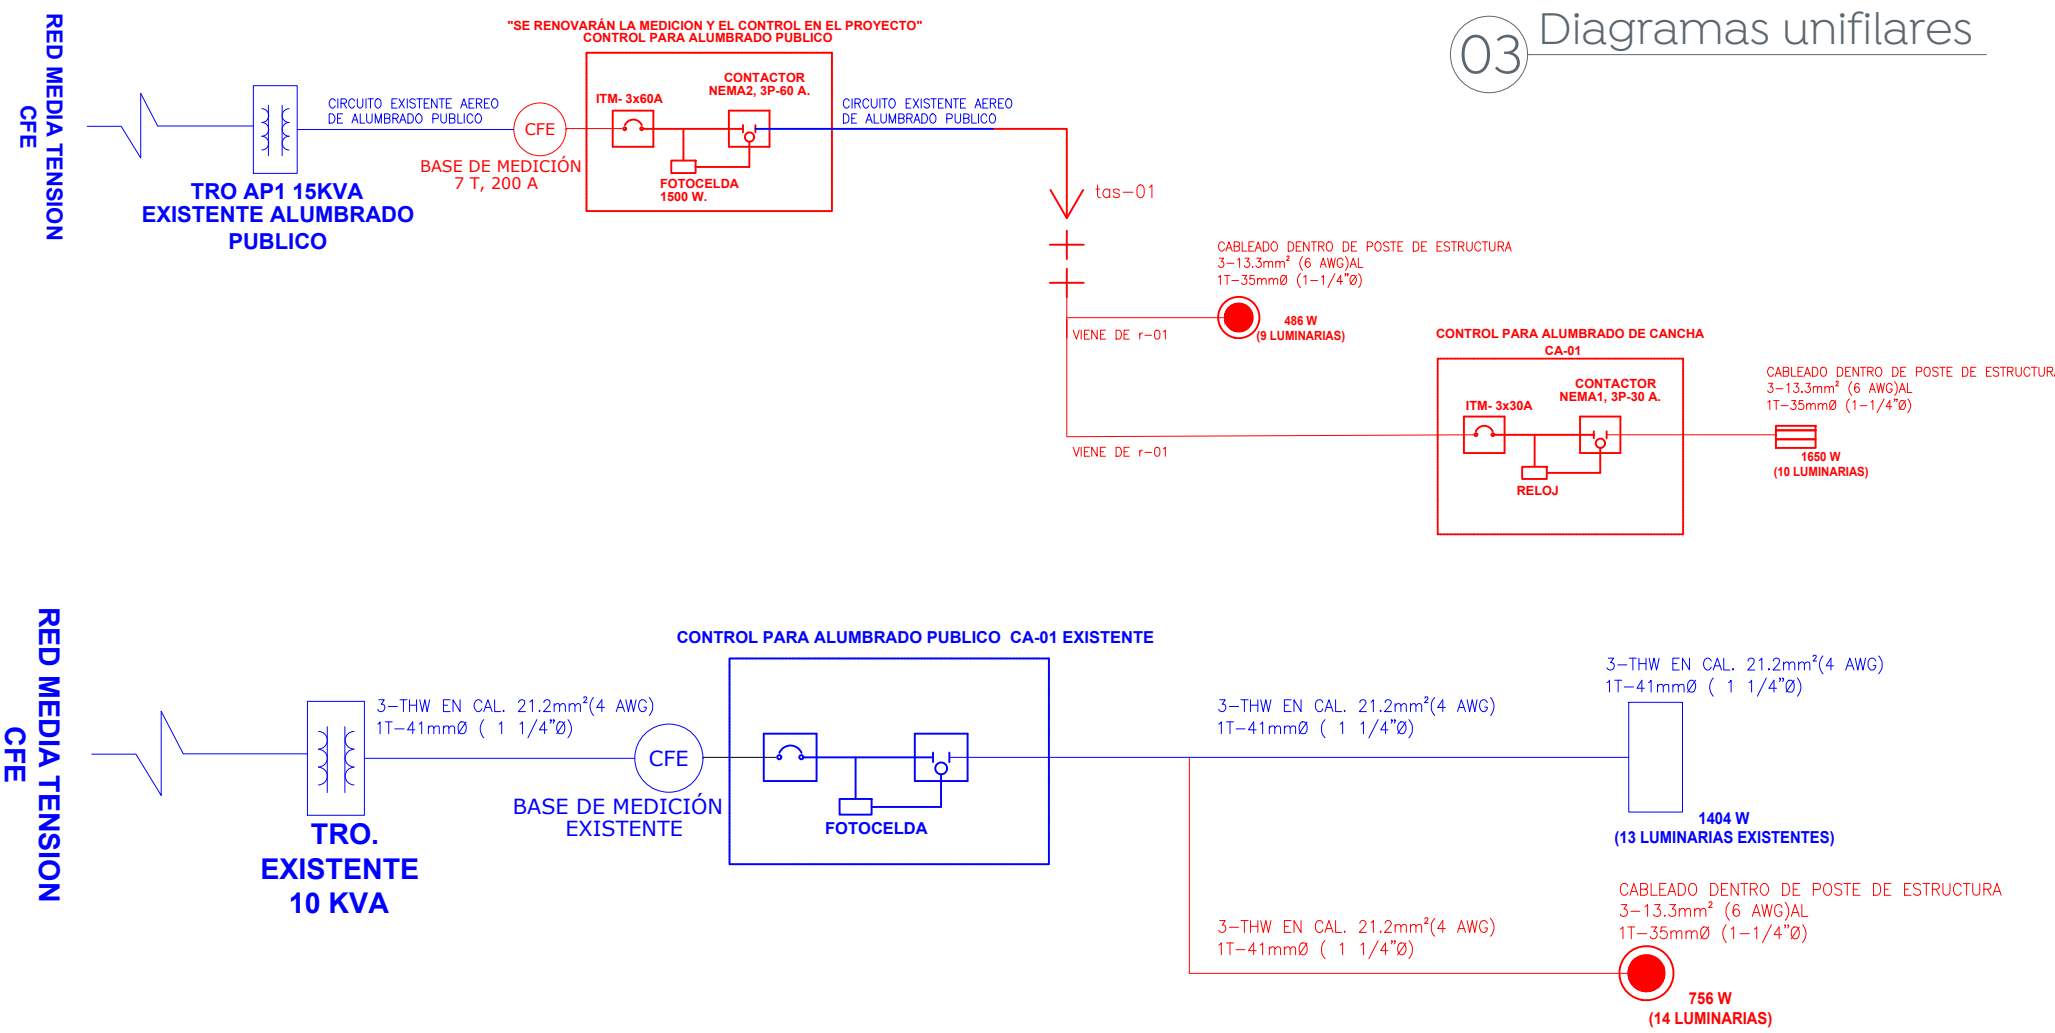 03
Diagramas unifilares
RED MEDIA TENSION
CFE
"SE RENOVARÁN LA MEDICION Y EL CONTROL EN EL PROYECTO"
CONTROL PARA ALUMBRADO PUBLICO
CIRCUITO EXISTENTE AEREO
DE ALUMBRADO PUBLICO
TRO AP1 15KVA
EXISTENTE ALUMBRADO
PUBLICO
CFE
BASE DE MEDICIÓN
7 T, 200 A
ITM- 3x60A
CONTACTOR
NEMA2, 3P-60 A.
FOTOCELDA
1500 W.
CIRCUITO EXISTENTE AEREO
DE ALUMBRADO PUBLICO
tas-01
CABLEADO DENTRO DE POSTE DE ESTRUCTURA
3-13.3mm² (6 AWG)AL
1T-35mmØ (1-1/4"Ø)
VIENE DE r-01
486 W
(9 LUMINARIAS)
VIENE DE r-01
CONTROL PARA ALUMBRADO DE CANCHA
CA-01
ITM- 3x30A
CONTACTOR
NEMA1, 3P-30 A.
RELOJ
CABLEADO DENTRO DE POSTE DE ESTRUCTUR
3-13.3mm² (6 AWG)AL
1T-35mmØ (1-1/4"Ø)
1650 W
(10 LUMINARIAS)
RED MEDIA TENSION
CFE
TRO.
EXISTENTE
10 KVA
3-THW EN CAL. 21.2mm²(4 AWG)
1T-41mmØ ( 1 1/4"Ø)
CFE
BASE DE MEDICIÓN
EXISTENTE
CONTROL PARA ALUMBRADO PUBLICO CA-01 EXISTENTE
FOTOCELDA
3-THW EN CAL. 21.2mm²(4 AWG)
1T-41mmØ ( 1 1/4"Ø)
3-THW EN CAL. 21.2mm²(4 AWG)
1T-41mmØ ( 1 1/4"Ø)
1404 W
(13 LUMINARIAS EXISTENTES)
3-THW EN CAL. 21.2mm²(4 AWG)
1T-41mmØ ( 1 1/4"Ø)
CABLEADO DENTRO DE POSTE DE ESTRUCTURA
3-13.3mm² (6 AWG)AL
1T-35mmØ (1-1/4"Ø)
756 W
(14 LUMINARIAS)